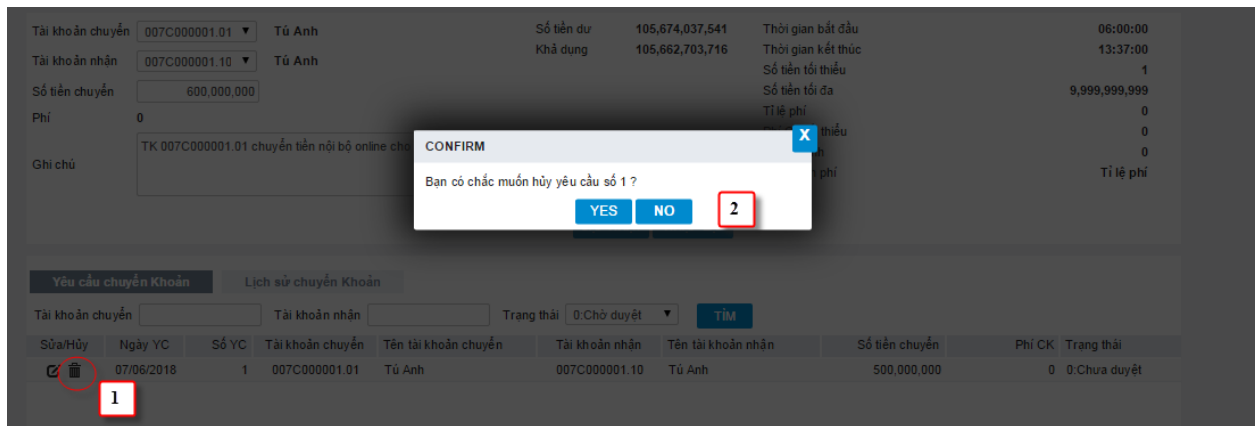 Tài khoản chuyển 007C000001.01 Tú Anh Số tiền dư 105,674,037,541 Thời gian bắt đầu 06:00:00
Khả dụng 105,662,703,716 Thời gian kết thúc 13:37:00
Tài khoản nhận 007C000001.10 Tú Anh
Số tiền tối thiểu 1
Số tiền chuyển 600,000,000 Số tiền tối đa 9,999,999,999
Tỉ lệ phí 0
Phí 0
thiểu 0
TK 007C000001.01 chuyển tiền nội bộ online cho
0
Ghi chú
phí Tỉ lệ phí
CONFIRM X
Bạn có chắc muốn hủy yêu cầu số 1 ?
YES NO 2
Yêu cầu chuyển Khoản Lịch sử chuyển Khoản
Tài khoản chuyển Tài khoản nhận Trạng thái 0:Chờ duyệt TÌM
Sửa/Hủy Ngày YC Số YC Tài khoản chuyển Tên tài khoản chuyển Tài khoản nhận Tên tài khoản nhận Số tiền chuyển Phí CK Trạng thái
07/06/2018 1 007C000001.01 Tú Anh 007C000001.10 Tú Anh 500,000,000 0 0:Chưa duyệt
1